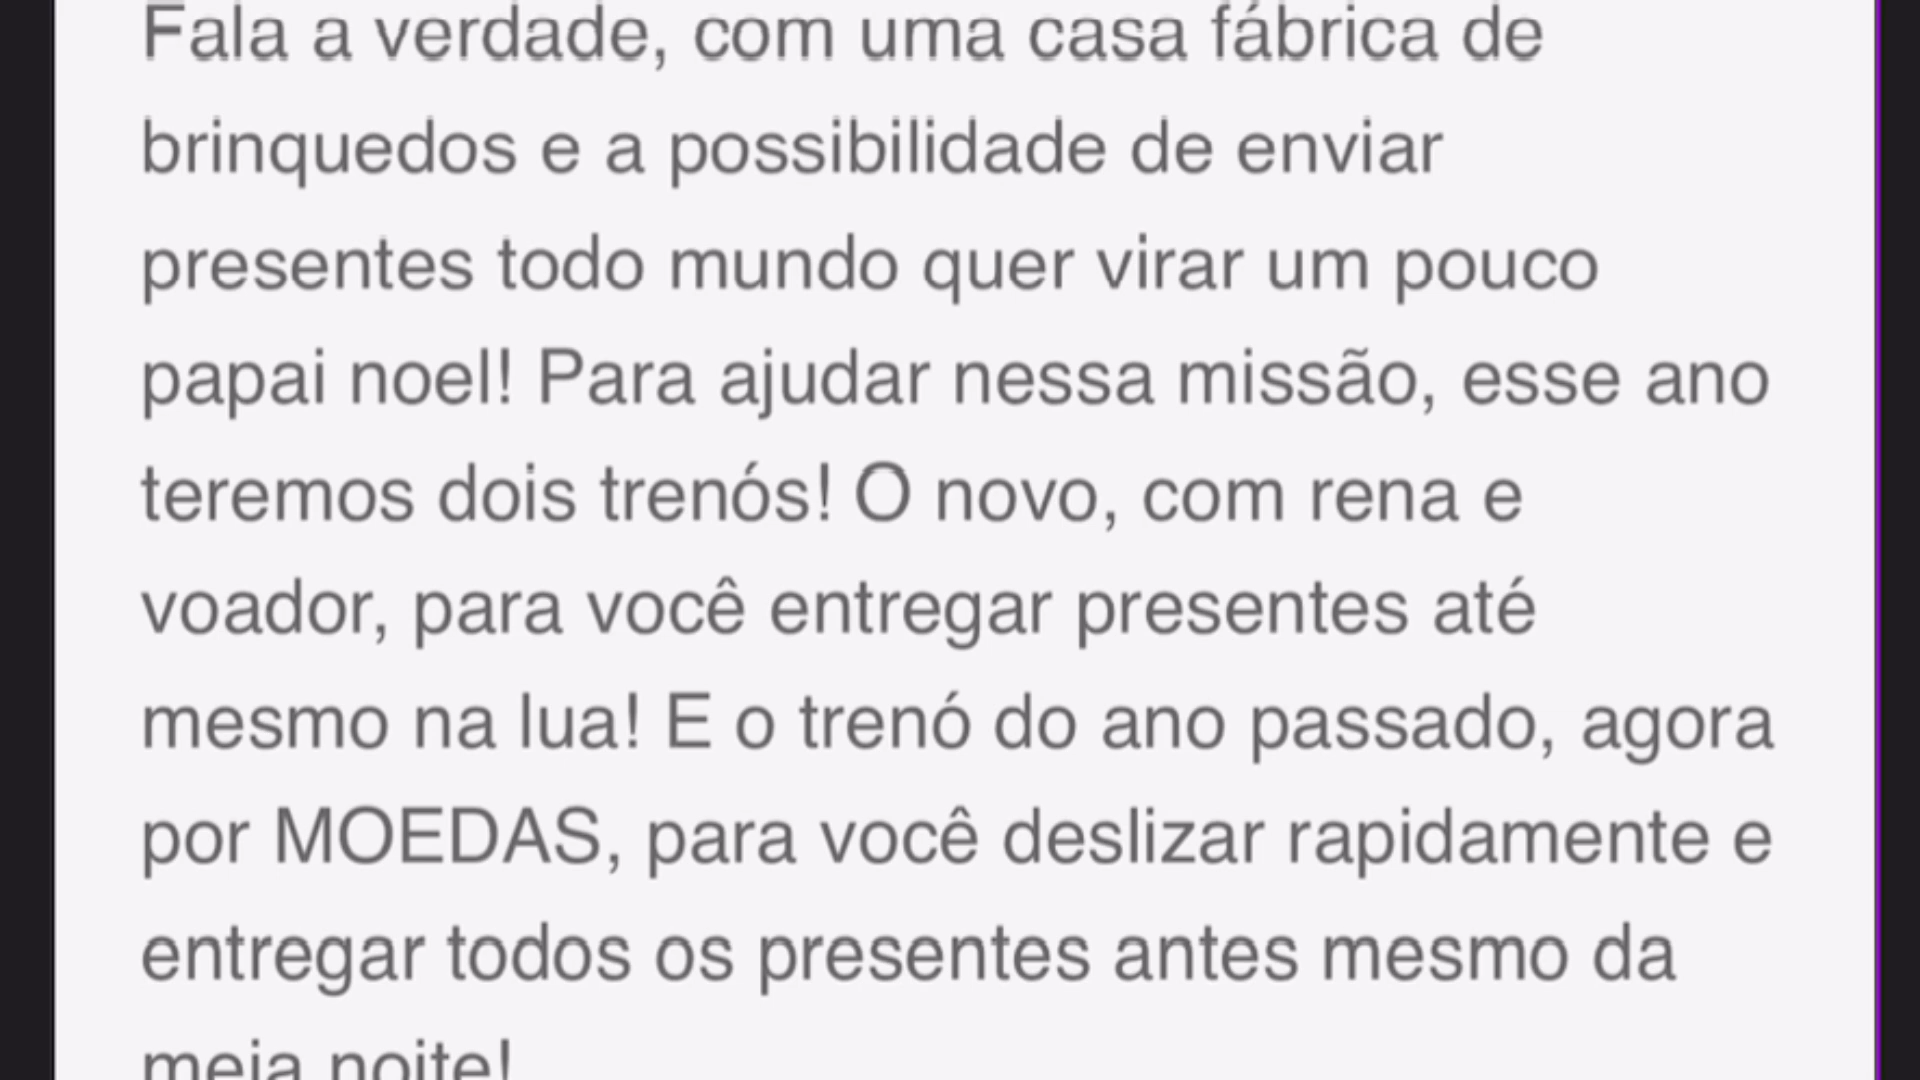 Fala a verdade, com uma casa fábrica de
brinquedos e a possibilidade de enviar
presentes todo mundo quer virar um pouco
papai noel! Para ajudar nessa missão, esse ano
teremos dois trenós! O novo, com rena e
voador, para você entregar presentes até
mesmo na lua! E o trenó do ano passado, agora
por MOEDAS, para você deslizar rapidamente e
entregar todos os presentes antes mesmo da
meia noite!